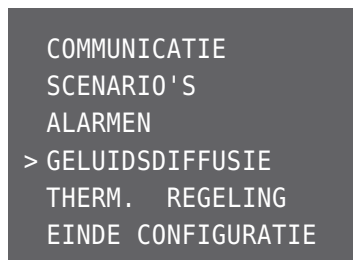 COMMUNICATIE
SCENARIO'S
ALARMEN
> GELUIDSDIFFUSIE
THERM. REGELING
EINDE CONFIGURATIE